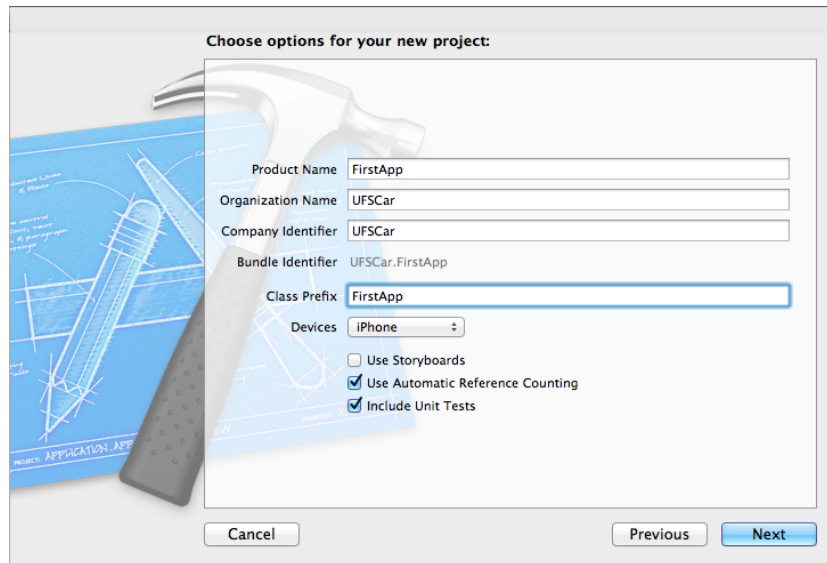 Choose options for your new project:
Product Name FirstApp
Organization Name UFSCar
Company Identifier UFSCar
Bundle Identifier UFSCar.FirstApp
Class Prefix FirstApp
Devices iPhone
Use Storyboards
Use Automatic Reference Counting
Include Unit Tests
PROJECT: APPLICATION.APP
Cancel Previous Next